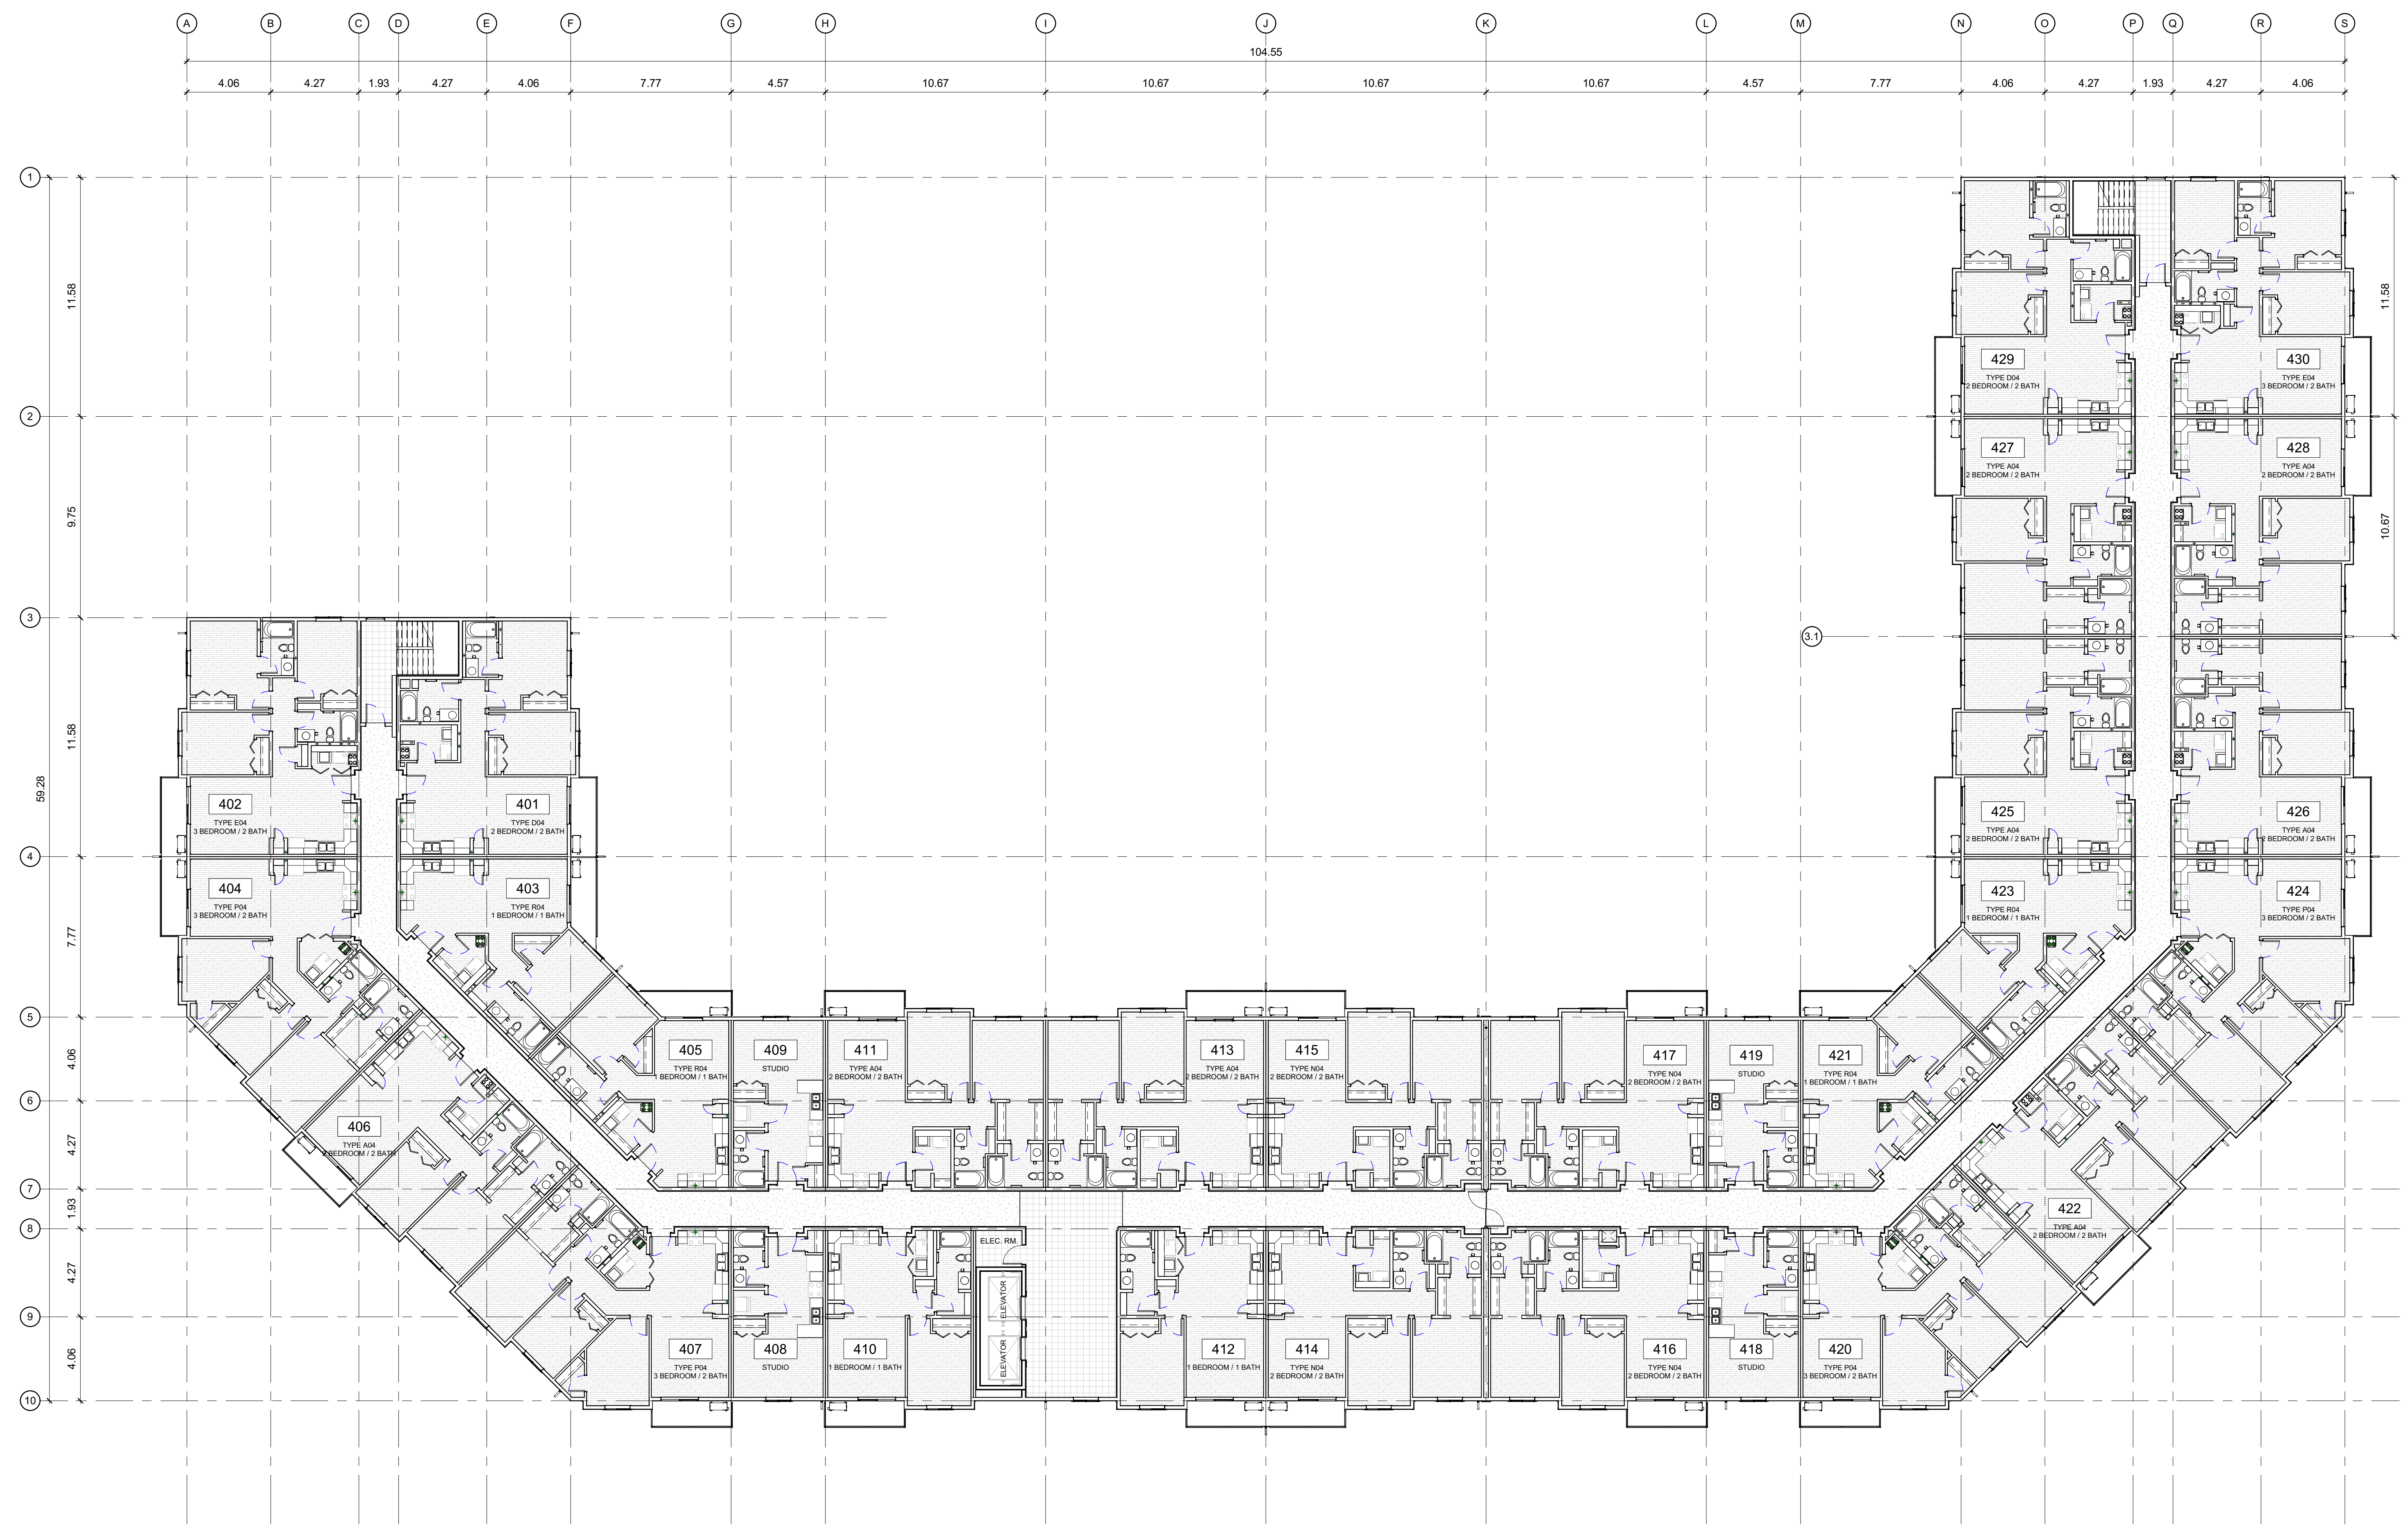 A B C D E F G H I J K L M N O P Q R S
104.55
4.06 4.27 1.93 4.27 4.06 7.77 4.57 10.67 10.67 10.67 10.67 4.57 7.77 4.06 4.27 1.93 4.27 4.06
1
11.58
11.58
429
TYPE D04
2 BEDROOM / 2 BATH
430
TYPE E04
3 BEDROOM / 2 BATH
2
427
TYPE A04
2 BEDROOM / 2 BATH
428
TYPE A04
2 BEDROOM / 2 BATH
9.75
10.67
3
3.1
11.58
59.28
402
TYPE E04
3 BEDROOM / 2 BATH
401
TYPE D04
2 BEDROOM / 2 BATH
425
TYPE A04
2 BEDROOM / 2 BATH
426
TYPE A04
2 BEDROOM / 2 BATH
4
404
TYPE P04
3 BEDROOM / 2 BATH
403
TYPE R04
1 BEDROOM / 1 BATH
423
TYPE R04
1 BEDROOM / 1 BATH
424
TYPE P04
3 BEDROOM / 2 BATH
7.77
5
4.06
405
TYPE R04
1 BEDROOM / 1 BATH
409
STUDIO
411
TYPE A04
2 BEDROOM / 2 BATH
413
TYPE A04
2 BEDROOM / 2 BATH
415
TYPE N04
2 BEDROOM / 2 BATH
417
TYPE N04
2 BEDROOM / 2 BATH
419
STUDIO
421
TYPE R04
1 BEDROOM / 1 BATH
6
406
TYPE A04
2 BEDROOM / 2 BATH
4.27
7
1.93
422
TYPE A04
2 BEDROOM / 2 BATH
8
ELEC. RM.
4.27
ELEVATOR
ELEVATOR
9
4.06
407
TYPE P04
3 BEDROOM / 2 BATH
408
STUDIO
410
1 BEDROOM / 1 BATH
412
1 BEDROOM / 1 BATH
414
TYPE N04
2 BEDROOM / 2 BATH
416
TYPE N04
2 BEDROOM / 2 BATH
418
STUDIO
420
TYPE P04
3 BEDROOM / 2 BATH
10